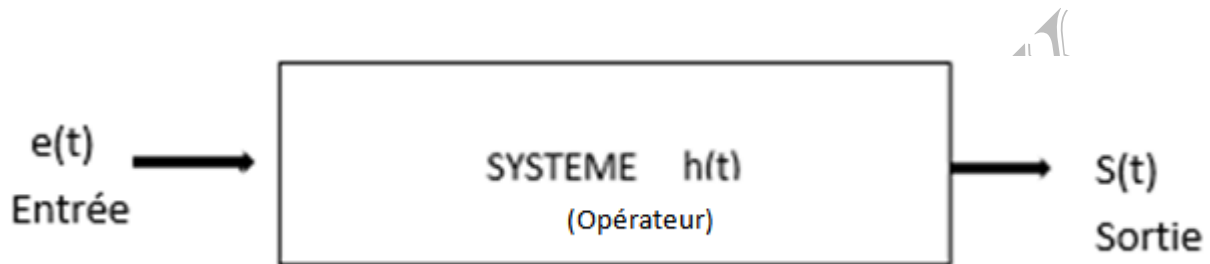 e(t)
Entrée
SYSTEME h(t)
(Opérateur)
S(t)
Sortie